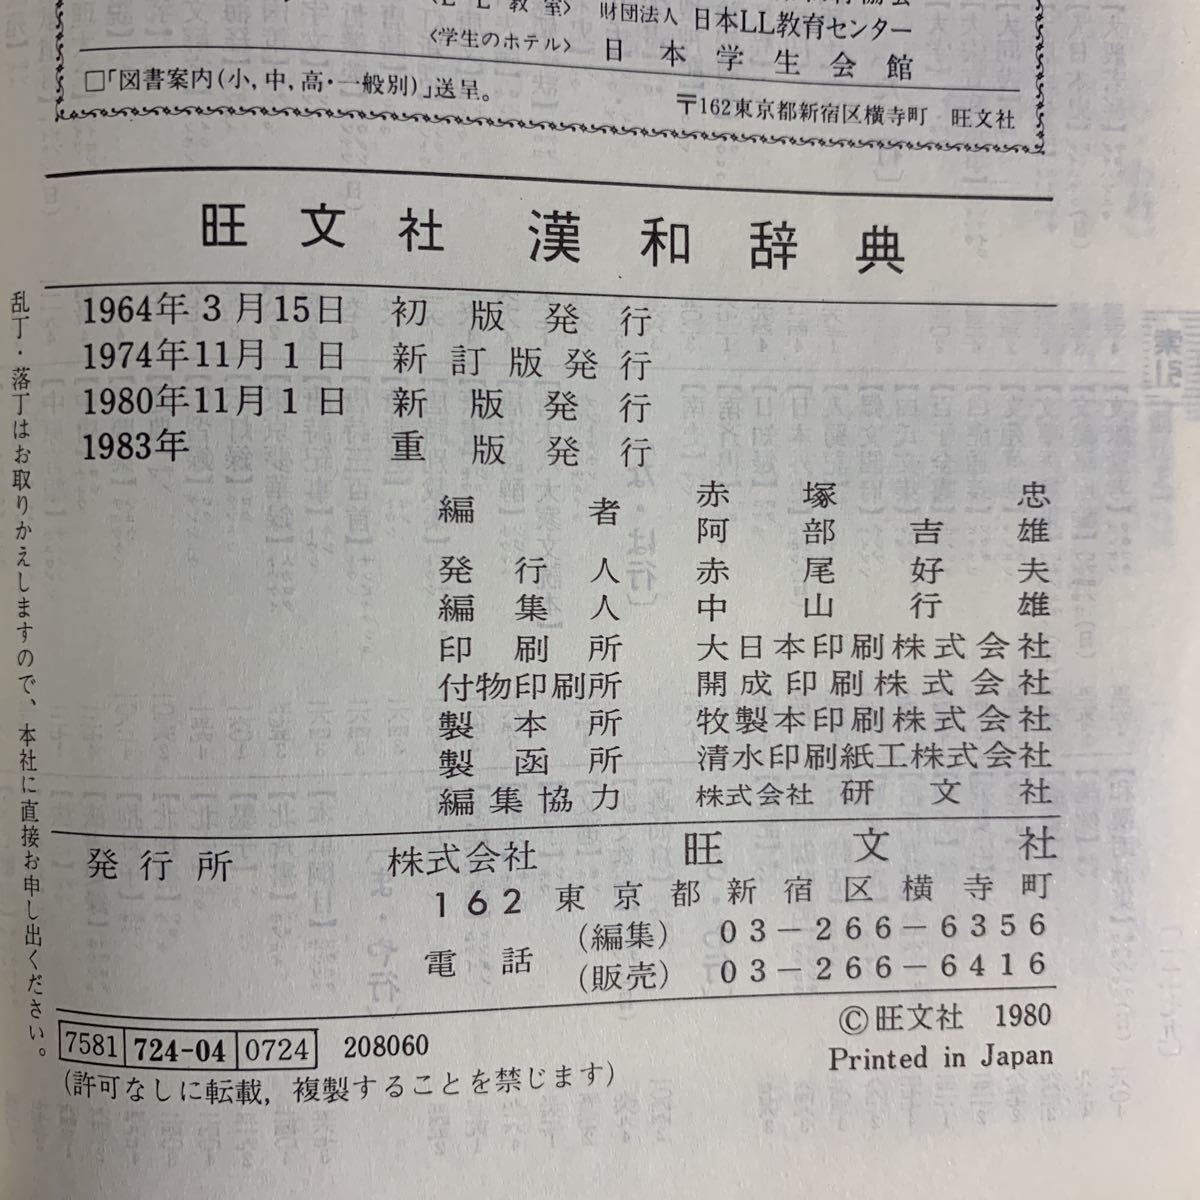 〈LL教室〉 財団法人 日本LL教育センター
〈学生のホテル〉 日本学生会館
□「図書案内(小,中,高・一般別)」送呈。
〒162東京都新宿区横寺町 旺文社
旺文社 漢和辞典
1964年3月15日 初版発行
1974年11月1日 新訂版発行
1980年11月1日 新版発行
1983年 重版発行
編者 赤塚忠
阿部吉雄
発行人 赤尾好夫
編集人 中山行雄
印刷所 大日本印刷株式会社
付物印刷所 開成印刷株式会社
製本所 牧製本印刷株式会社
製函所 清水印刷紙工株式会社
編集協力 株式会社 研文社
発行所 株式会社 旺文社
162 東京都新宿区横寺町
電話 (編集) 03-266-6356
(販売) 03-266-6416
©旺文社 1980
7581 724-04 0724 208060
Printed in Japan
(許可なしに転載,複製することを禁じます)
乱丁・落丁はお取りかえしますので、本社に直接お申し出ください。
索引